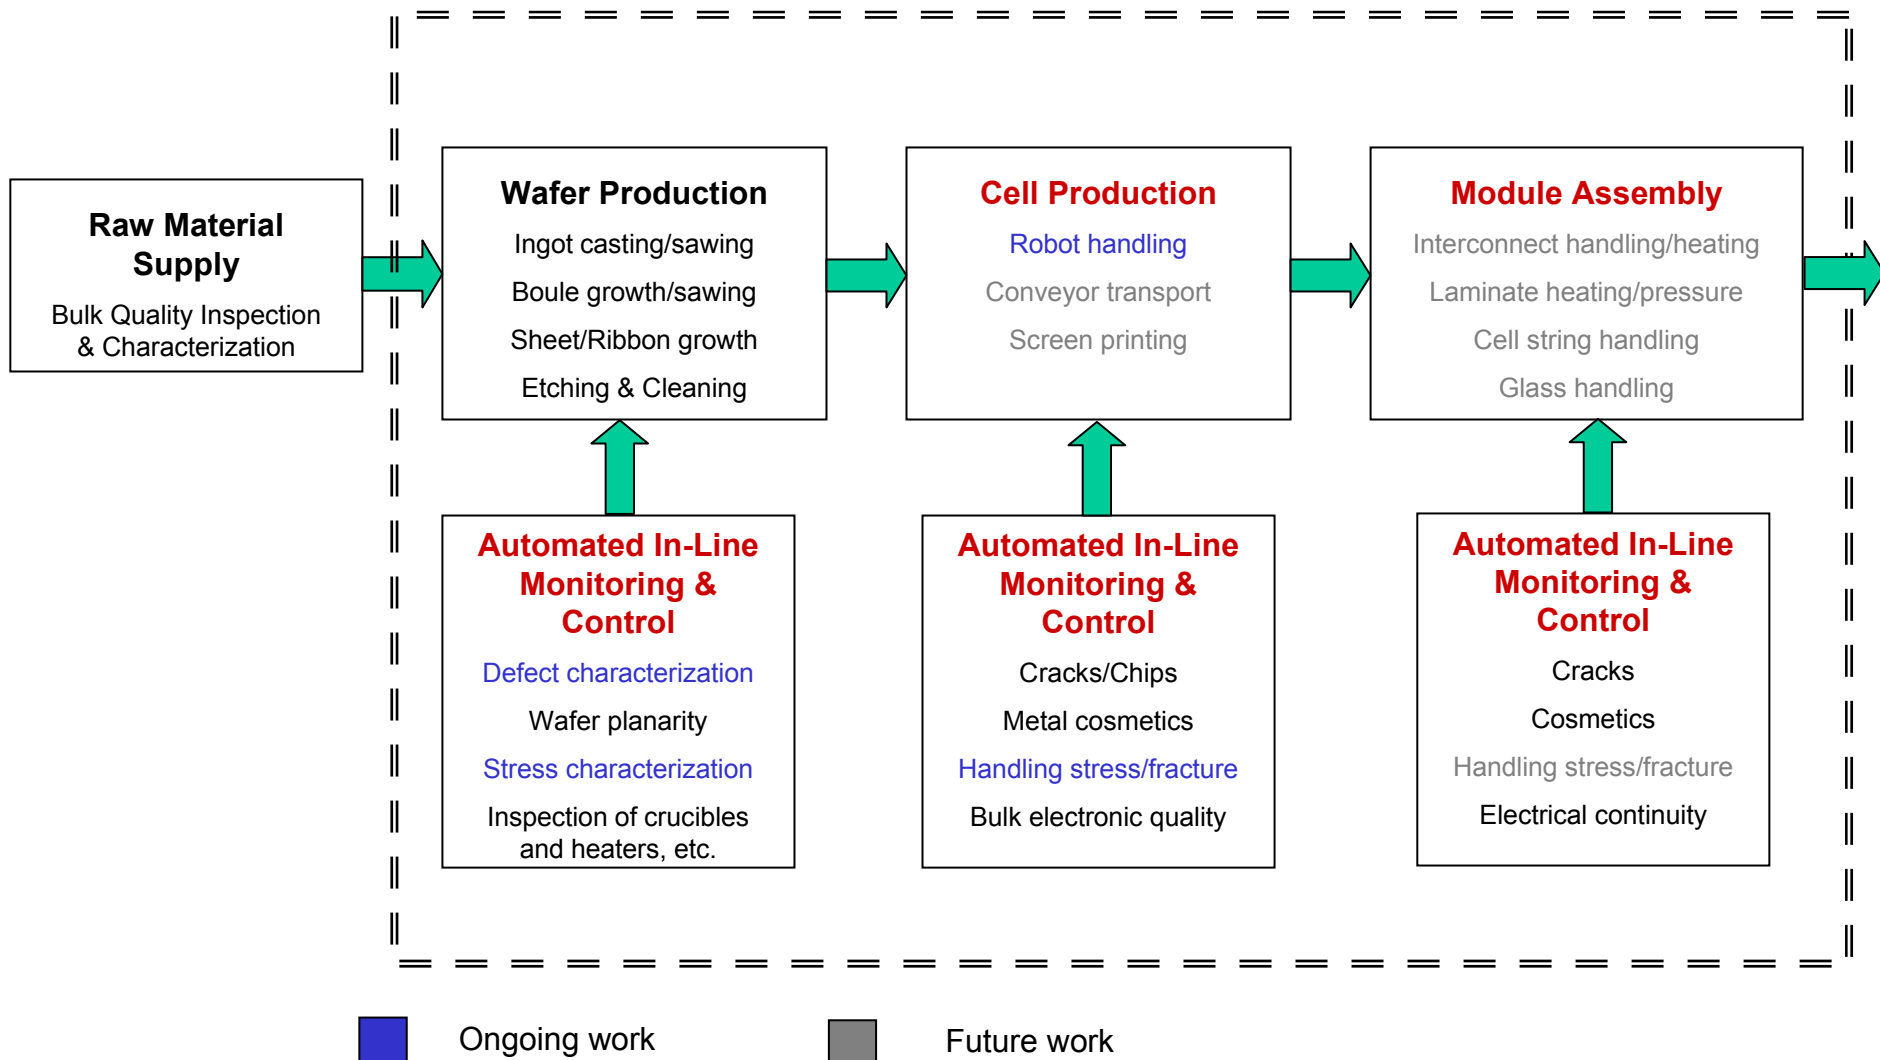 Raw Material
Supply
Bulk Quality Inspection
& Characterization
Wafer Production
Ingot casting/sawing
Boule growth/sawing
Sheet/Ribbon growth
Etching & Cleaning
Cell Production
Robot handling
Conveyor transport
Screen printing
Module Assembly
Interconnect handling/heating
Laminate heating/pressure
Cell string handling
Glass handling
Automated In-Line
Monitoring &
Control
Defect characterization
Wafer planarity
Stress characterization
Inspection of crucibles
and heaters, etc.
Automated In-Line
Monitoring &
Control
Cracks/Chips
Metal cosmetics
Handling stress/fracture
Bulk electronic quality
Automated In-Line
Monitoring &
Control
Cracks
Cosmetics
Handling stress/fracture
Electrical continuity
Ongoing work
Future work